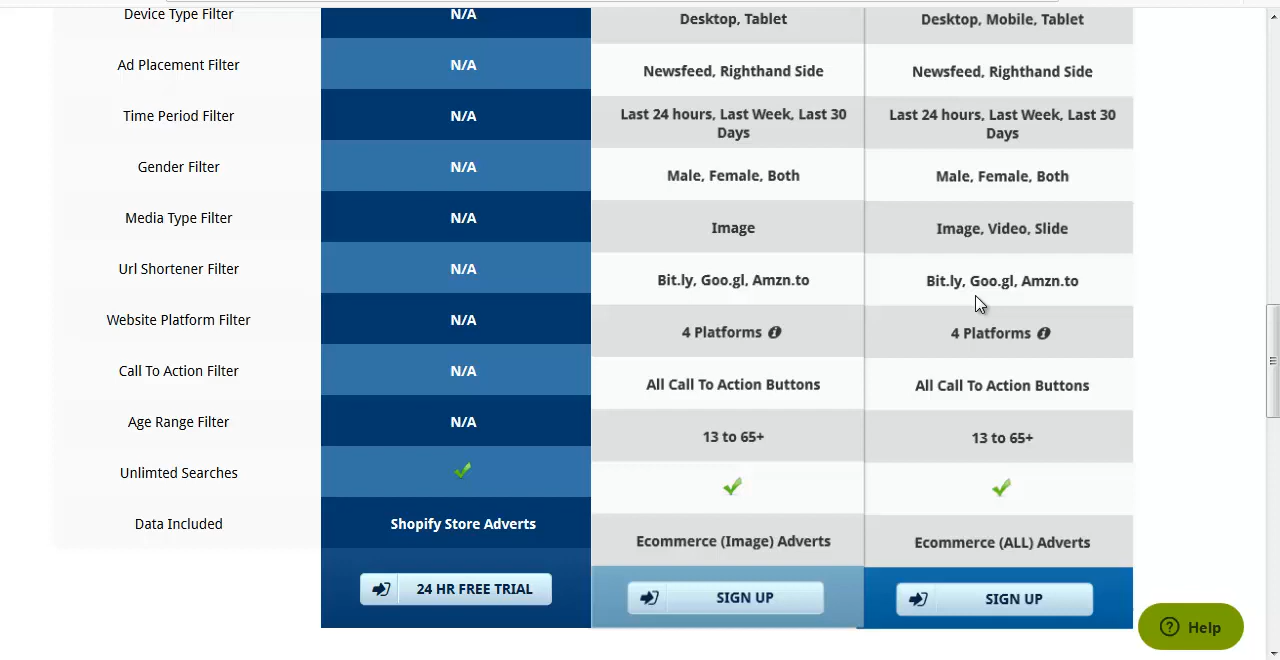 Device Type Filter N/A Desktop, Tablet Desktop, Mobile, Tablet
Ad Placement Filter N/A Newsfeed, Righthand Side Newsfeed, Righthand Side
Time Period Filter N/A Last 24 hours, Last Week, Last 30 Days Last 24 hours, Last Week, Last 30 Days
Gender Filter N/A Male, Female, Both Male, Female, Both
Media Type Filter N/A Image Image, Video, Slide
Url Shortener Filter N/A Bit.ly, Goo.gl, Amzn.to Bit.ly, Goo.gl, Amzn.to
Website Platform Filter N/A 4 Platforms 4 Platforms
Call To Action Filter N/A All Call To Action Buttons All Call To Action Buttons
Age Range Filter N/A 13 to 65+ 13 to 65+
Unlimted Searches
Data Included Shopify Store Adverts Ecommerce (Image) Adverts Ecommerce (ALL) Adverts
24 HR FREE TRIAL SIGN UP SIGN UP
Help